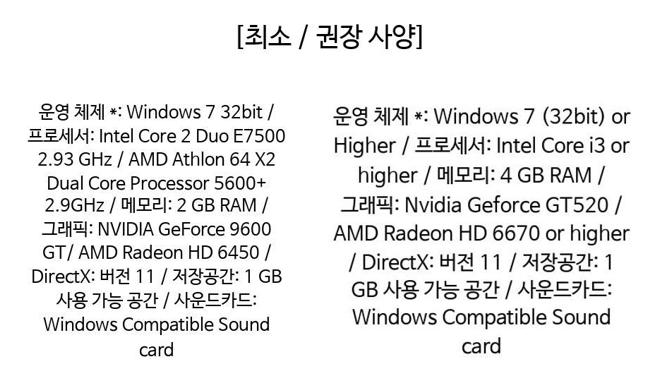 [최소 / 권장 사양]
운영 체제 *: Windows 7 32bit /
프로세서: Intel Core 2 Duo E7500
2.93 GHz / AMD Athlon 64 X2
Dual Core Processor 5600+
2.9GHz / 메모리: 2 GB RAM /
그래픽: NVIDIA GeForce 9600
GT/ AMD Radeon HD 6450 /
DirectX: 버전 11 / 저장공간: 1 GB
사용 가능 공간 / 사운드카드:
Windows Compatible Sound
card
운영 체제 *: Windows 7 (32bit) or
Higher / 프로세서: Intel Core i3 or
higher / 메모리: 4 GB RAM /
그래픽: Nvidia Geforce GT520 /
AMD Radeon HD 6670 or higher
/ DirectX: 버전 11 / 저장공간: 1
GB 사용 가능 공간 / 사운드카드:
Windows Compatible Sound
card